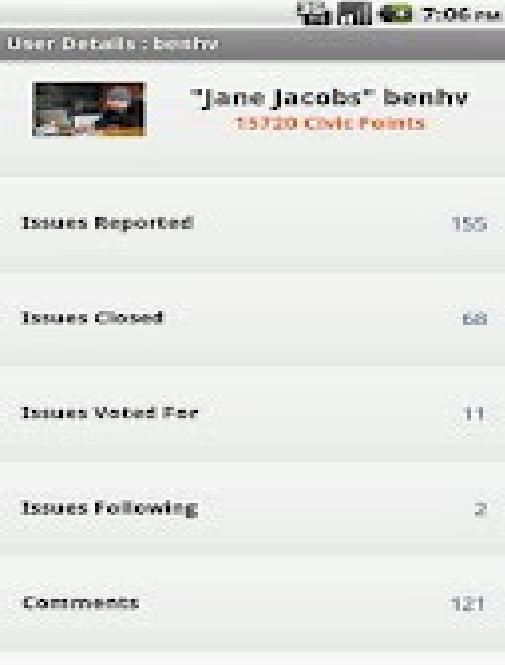 7:06 PM
User Details : benhv
"Jane Jacobs" benhv
15720 Civic Points
Issues Reported 155
Issues Closed 68
Issues Voted For 11
Issues Following 2
Comments 121